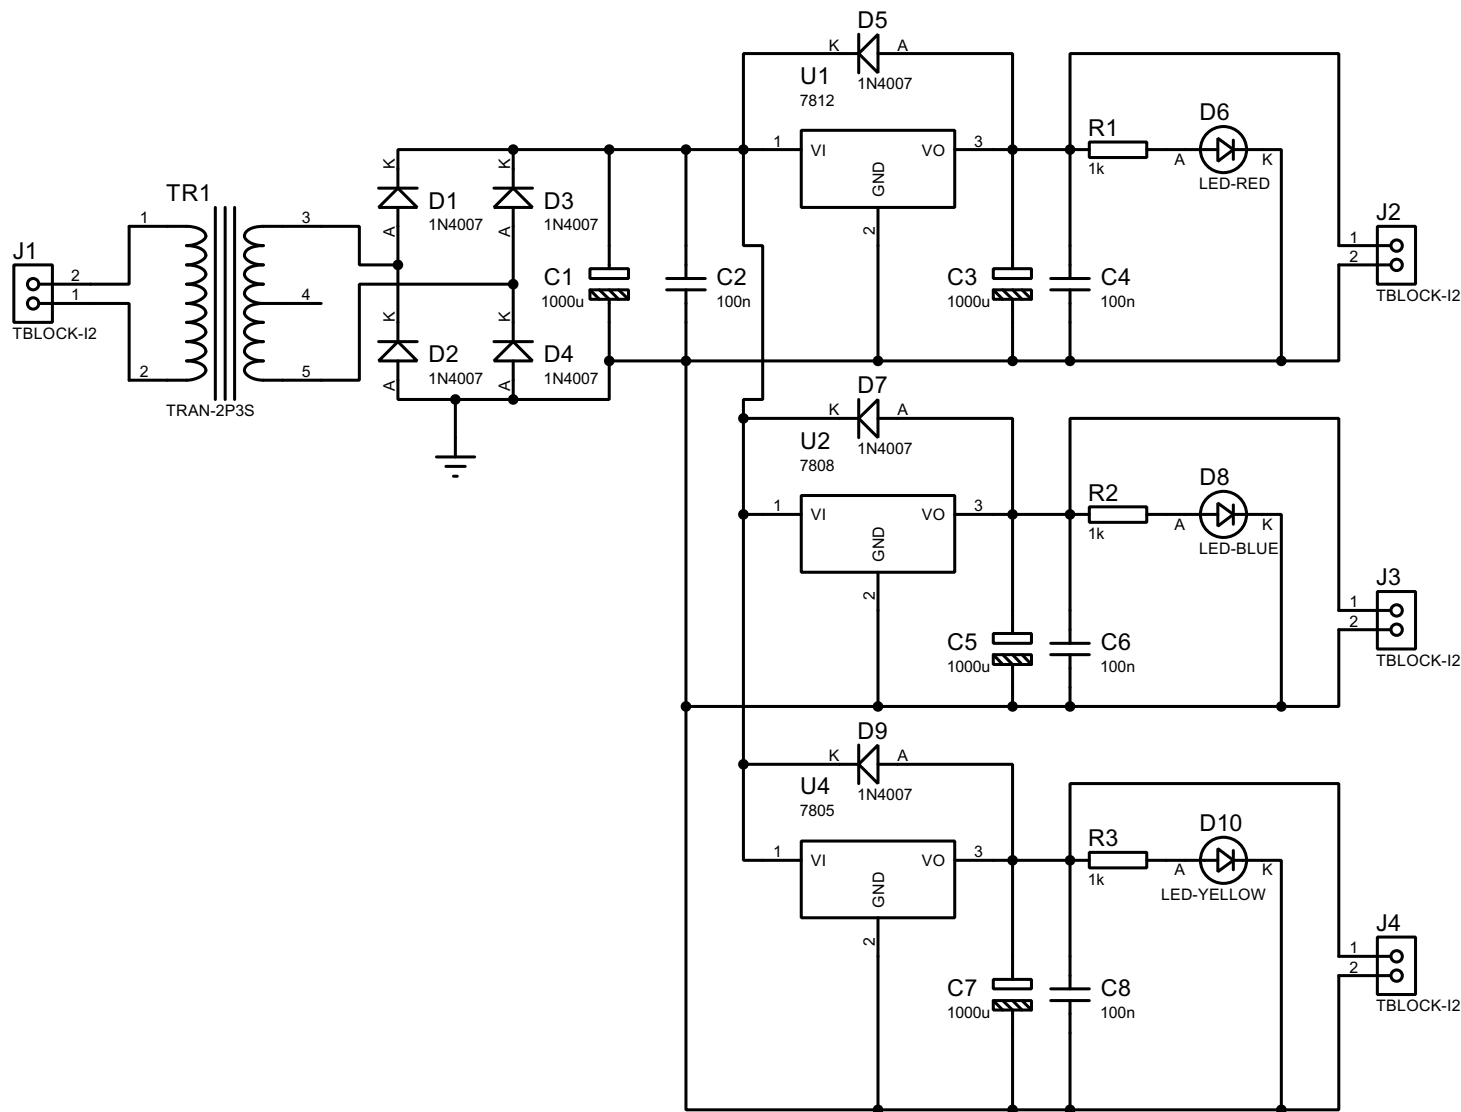 D5
K A
U1
1N4007
7812
R1
D6
1 VI VO 3
1k
A K
LED-RED
GND
2
K K
TR1
D1
D3
1N4007
1N4007
A A
1
3
J1
2
1
TBLOCK-I2
4
2
5
TRAN-2P3S
C1
1000u
C2
100n
C3
1000u
C4
100n
J2
1
2
TBLOCK-I2
K K
D2
D4
1N4007
1N4007
A A
D7
K A
U2
1N4007
7808
R2
D8
1 VI VO 3
1k
A K
LED-BLUE
GND
2
C5
1000u
C6
100n
J3
1
2
TBLOCK-I2
D9
K A
U4
1N4007
7805
R3
D10
1 VI VO 3
1k
A K
LED-YELLOW
GND
2
C7
1000u
C8
100n
J4
1
2
TBLOCK-I2